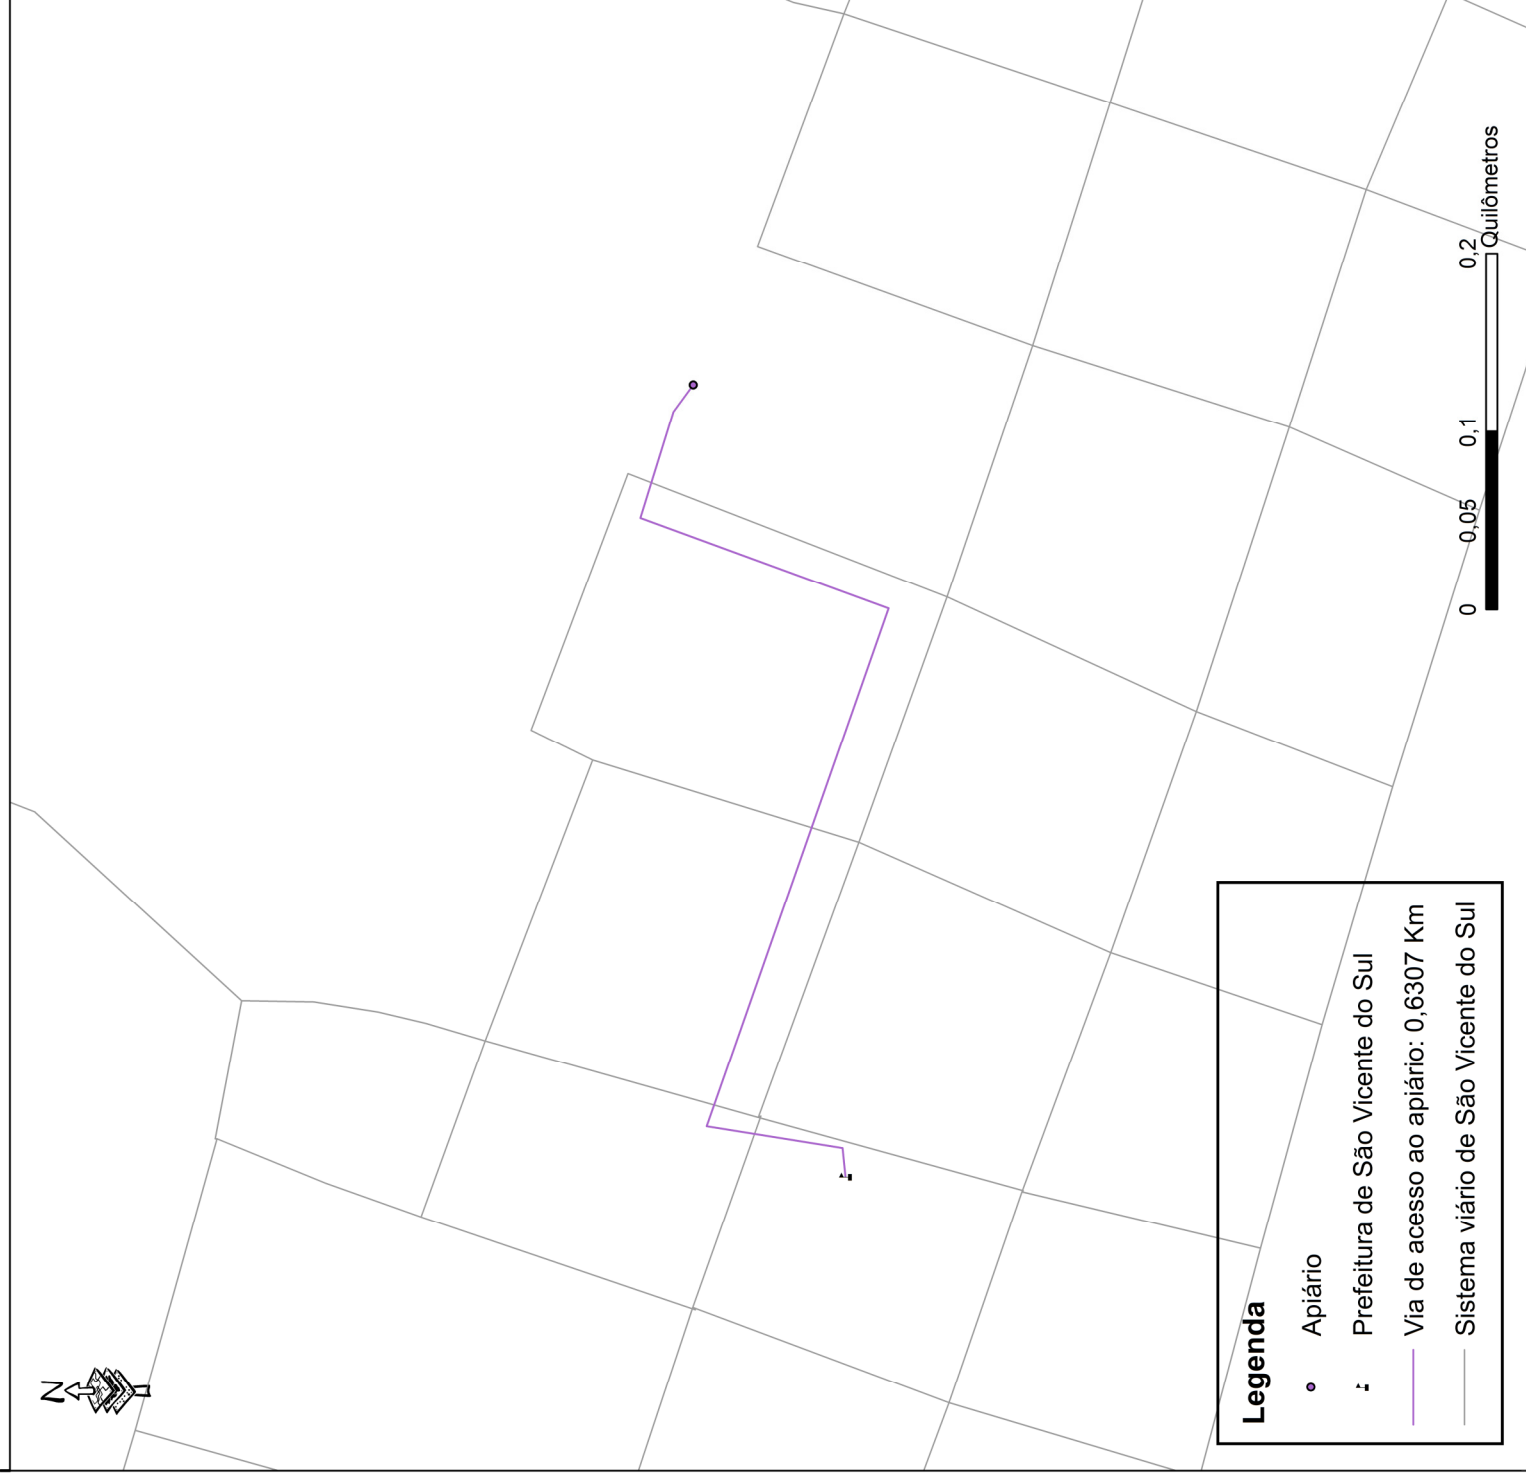 N
Legenda
Apiário
Prefeitura de São Vicente do Sul
Via de acesso ao apiário: 0,6307 Km
Sistema viário de São Vicente do Sul
0 0,05 0,1 0,2
Quilômetros